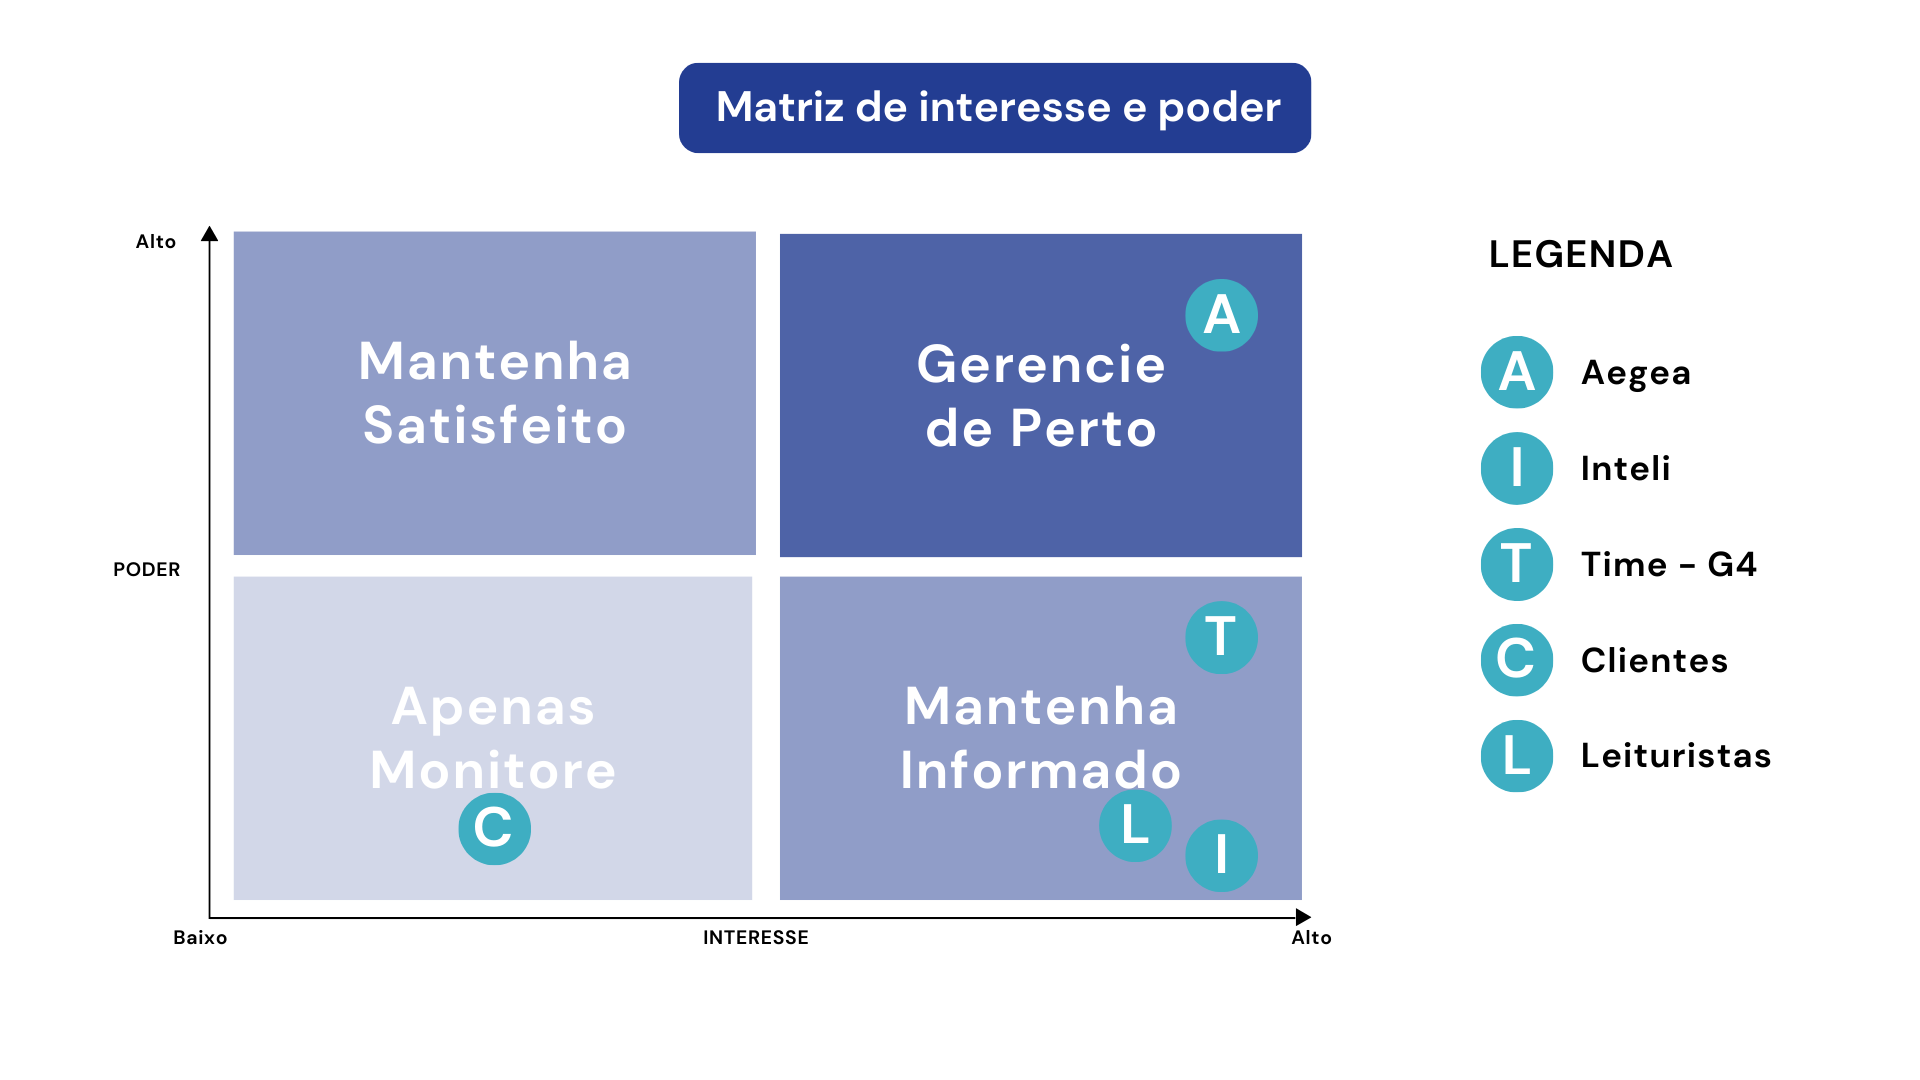 Matriz de interesse e poder
Alto
Mantenha
Satisfeito
A
Gerencie
de Perto
PODER
Apenas
Monitore
C
T
Mantenha
Informado
L
I
Baixo
INTERESSE
Alto
LEGENDA
A Aegea
I Inteli
T Time - G4
C Clientes
L Leituristas